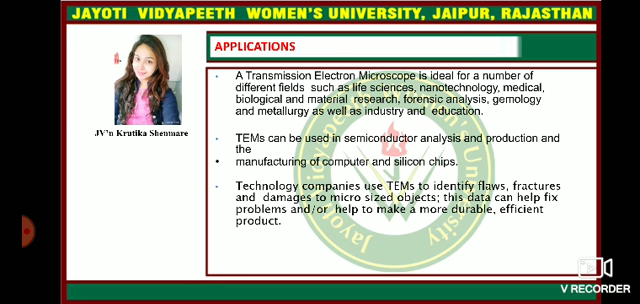 JAYOTI VIDYAPEETH WOMEN'S UNIVERSITY, JAIPUR, RAJASTHAN
APPLICATIONS
JV'n Krutika Shenmare
• A Transmission Electron Microscope is ideal for a number of
different fields such as life sciences, nanotechnology, medical,
biological and material research, forensic analysis, gemology
and metallurgy as well as industry and education.
• TEMs can be used in semiconductor analysis and production and
the
• manufacturing of computer and silicon chips.
• Technology companies use TEMs to identify flaws, fractures
and damages to micro sized objects; this data can help fix
problems and/or help to make a more durable, efficient
product.
V RECORDER